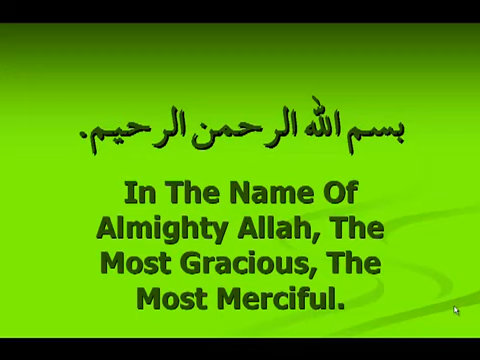 بسم الله الرحمن الرحيم.
In The Name Of
Almighty Allah, The
Most Gracious, The
Most Merciful.